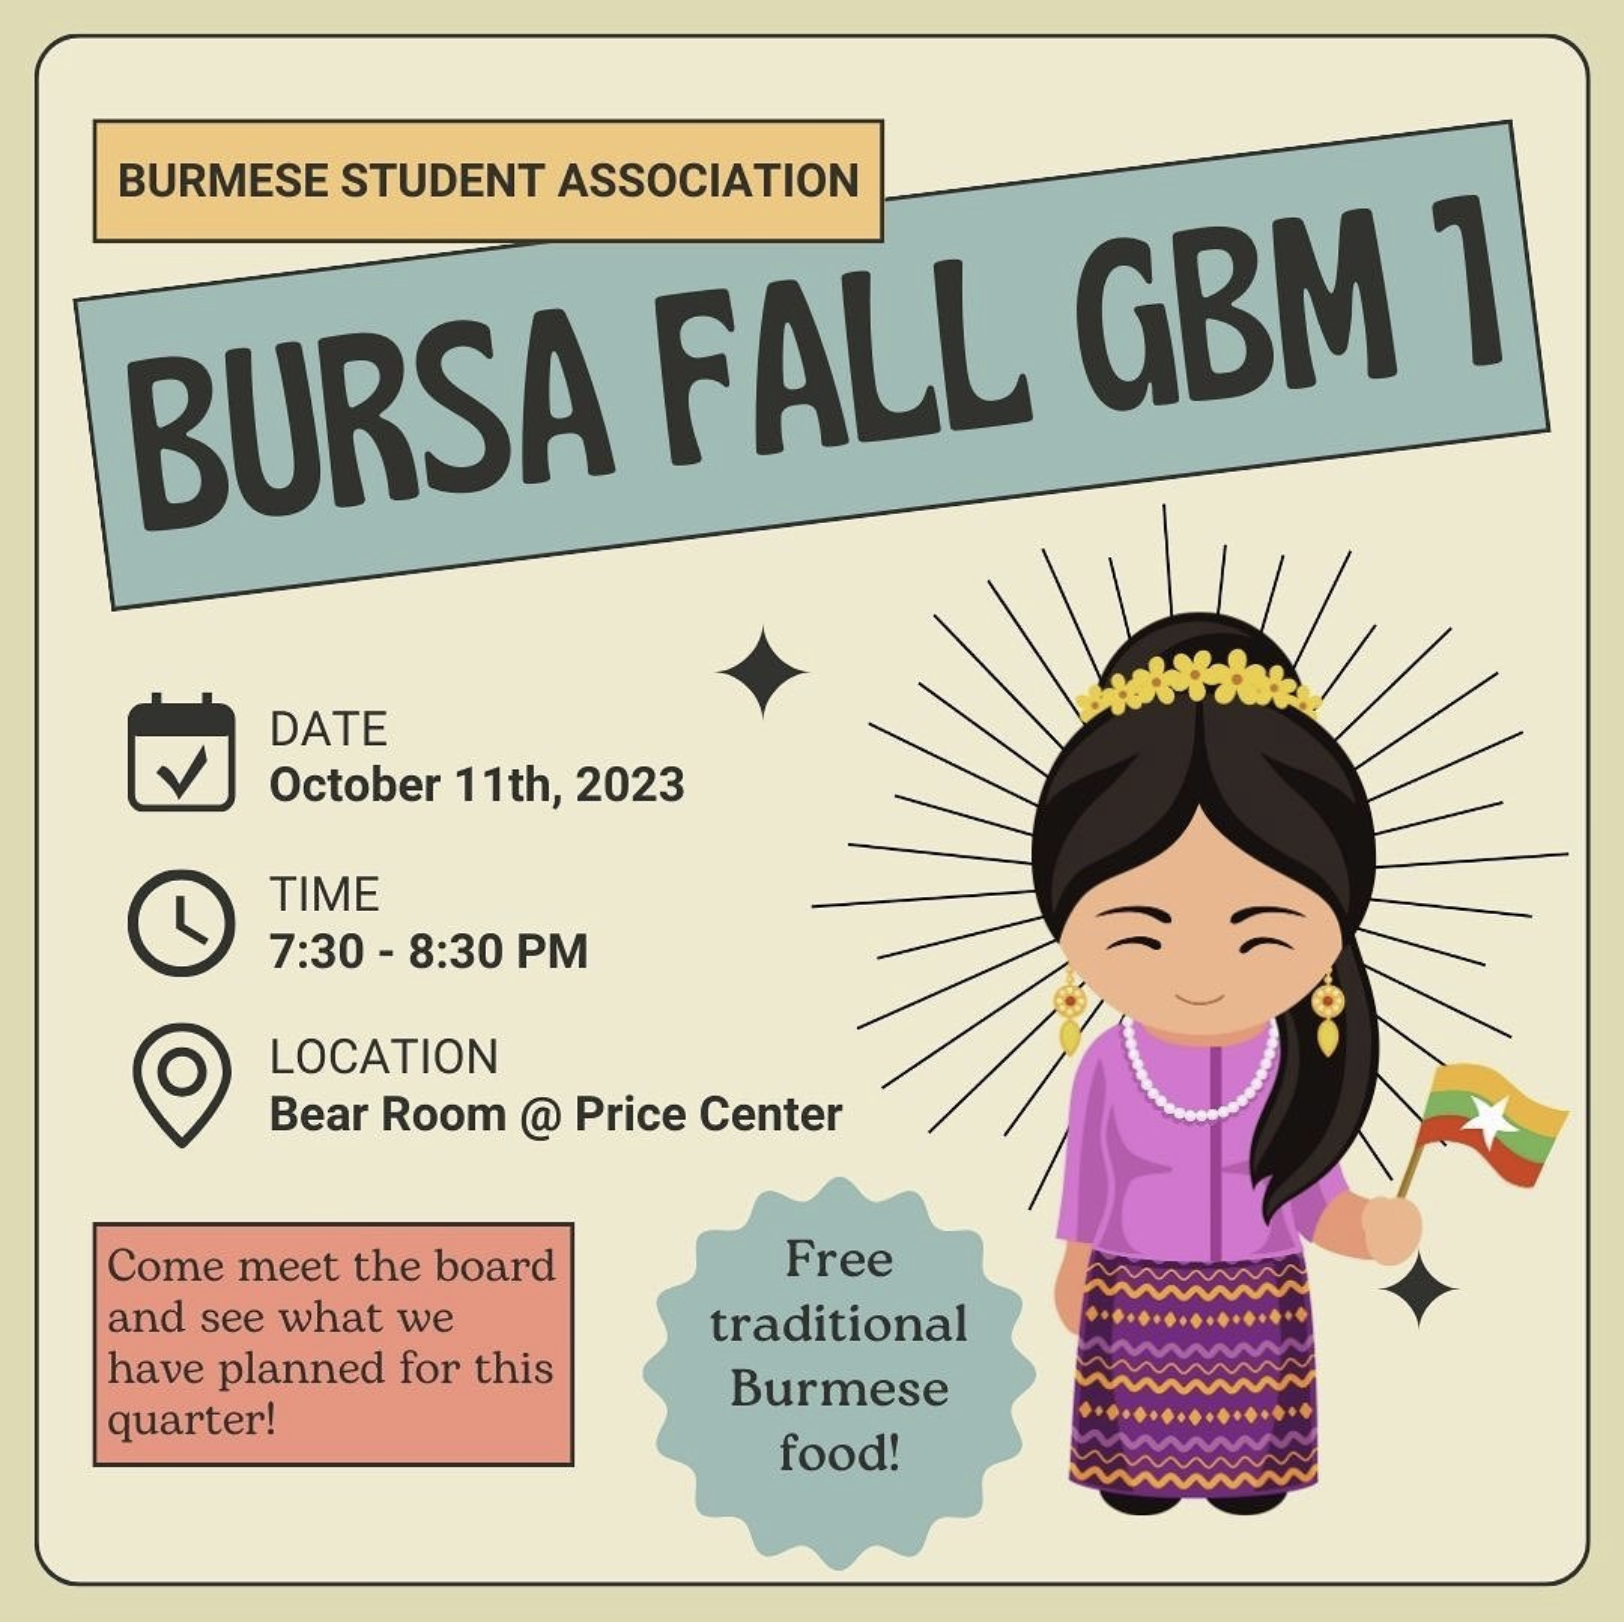 BURMESE STUDENT ASSOCIATION
BURSA FALL GBM 1
DATE
October 11th, 2023
TIME
7:30 - 8:30 PM
LOCATION
Bear Room @ Price Center
Come meet the board
and see what we
have planned for this
quarter!
Free
traditional
Burmese
food!